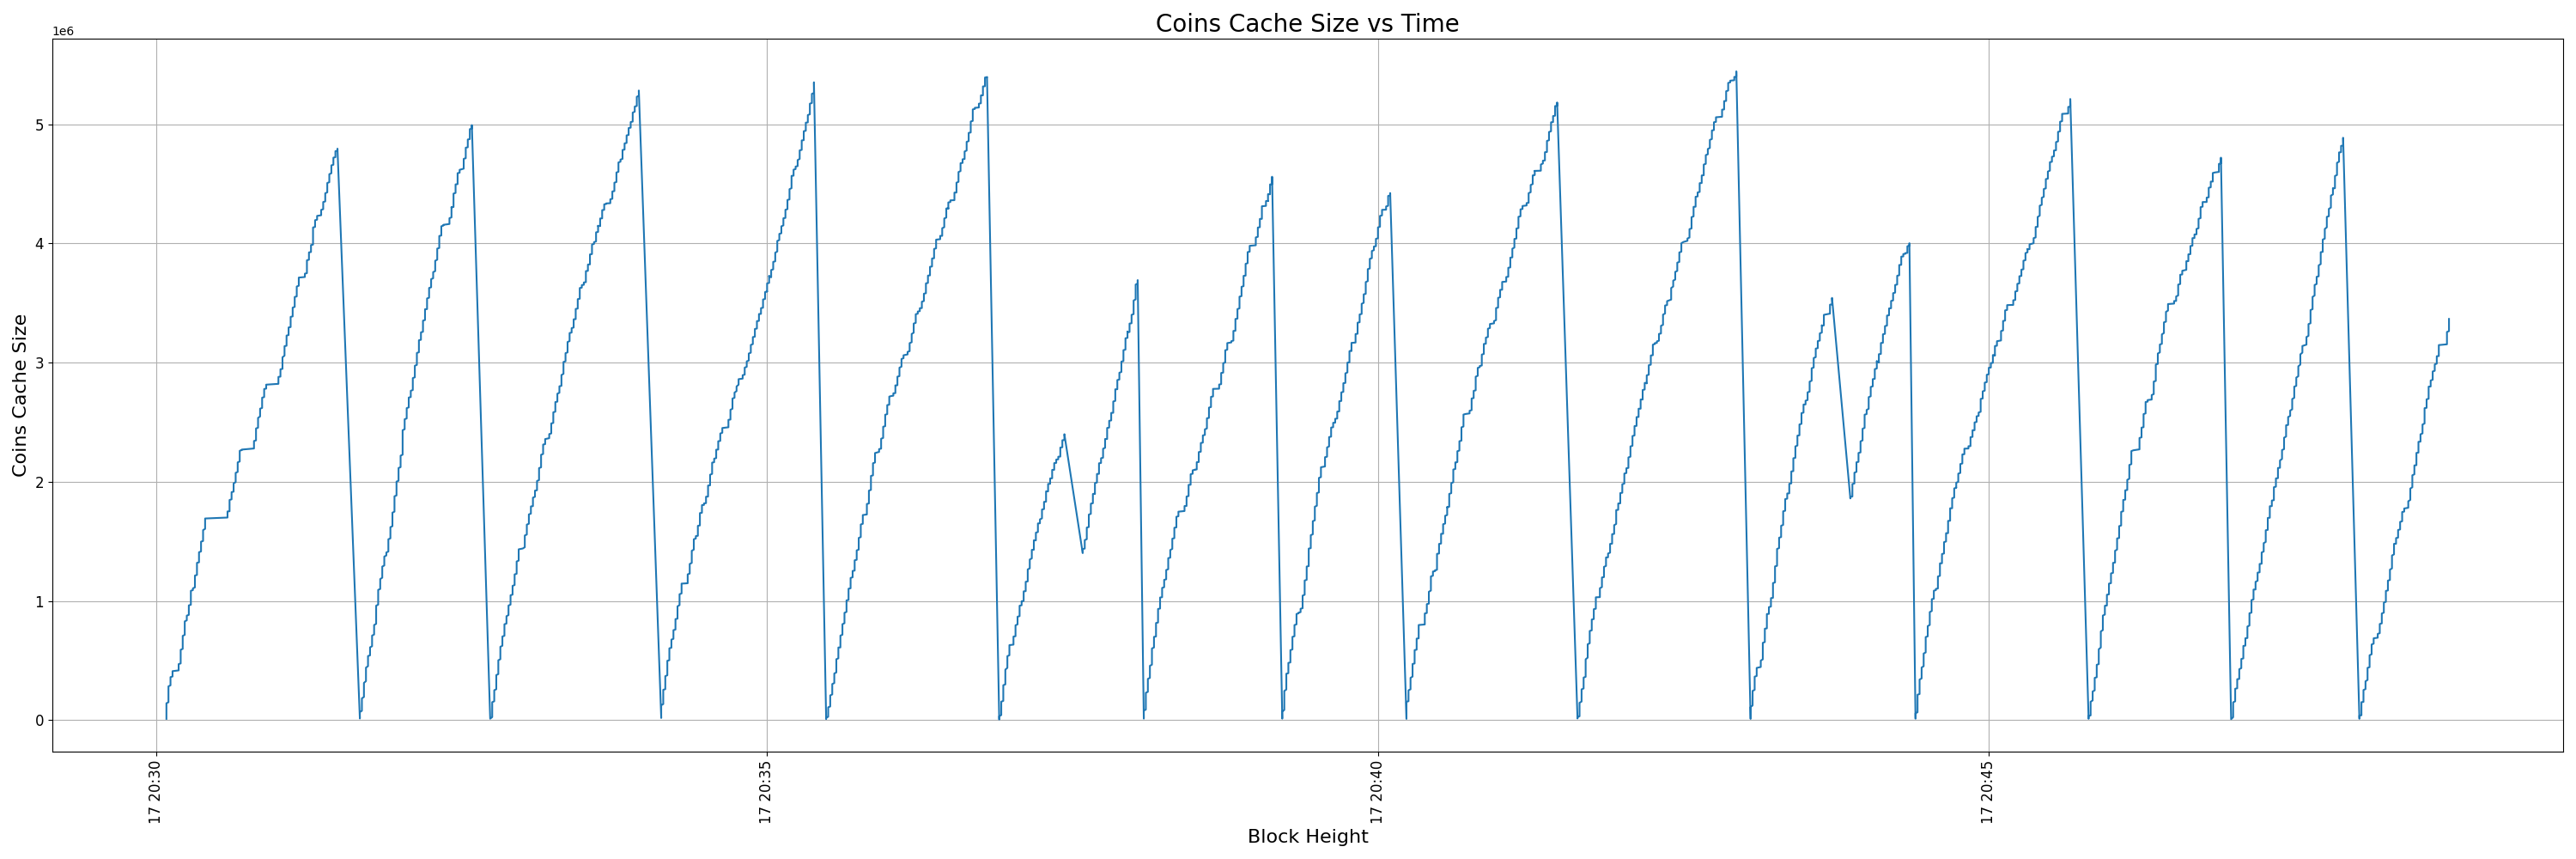 Coins Cache Size vs Time
1e6
5
4
3
2
1
0
Coins Cache Size
17 20:30
17 20:35
17 20:40
17 20:45
Block Height